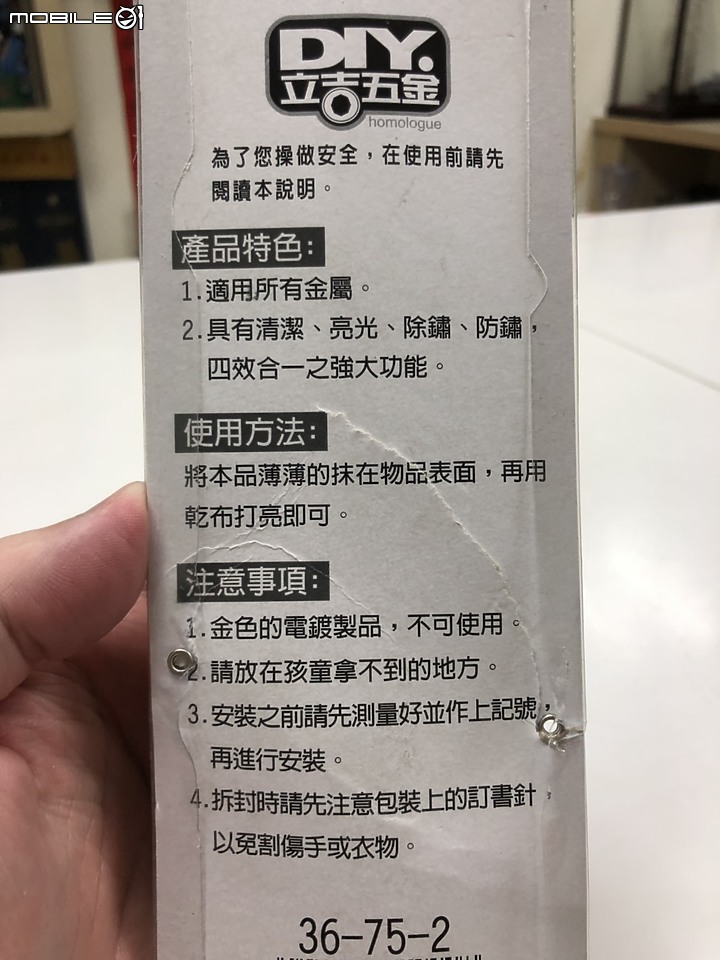 MOBILE01
DIY.
立吉五金
homologue
為了您操做安全，在使用前請先
閱讀本說明。
產品特色:
1.適用所有金屬。
2.具有清潔、亮光、除鏽、防鏽，
四效合一之強大功能。
使用方法:
將本品薄薄的抹在物品表面，再用
乾布打亮即可。
注意事項:
1.金色的電鍍製品，不可使用。
2.請放在孩童拿不到的地方。
3.安裝之前請先測量好並作上記號，
再進行安裝。
4.拆封時請先注意包裝上的訂書針，
以免割傷手或衣物。
36-75-2